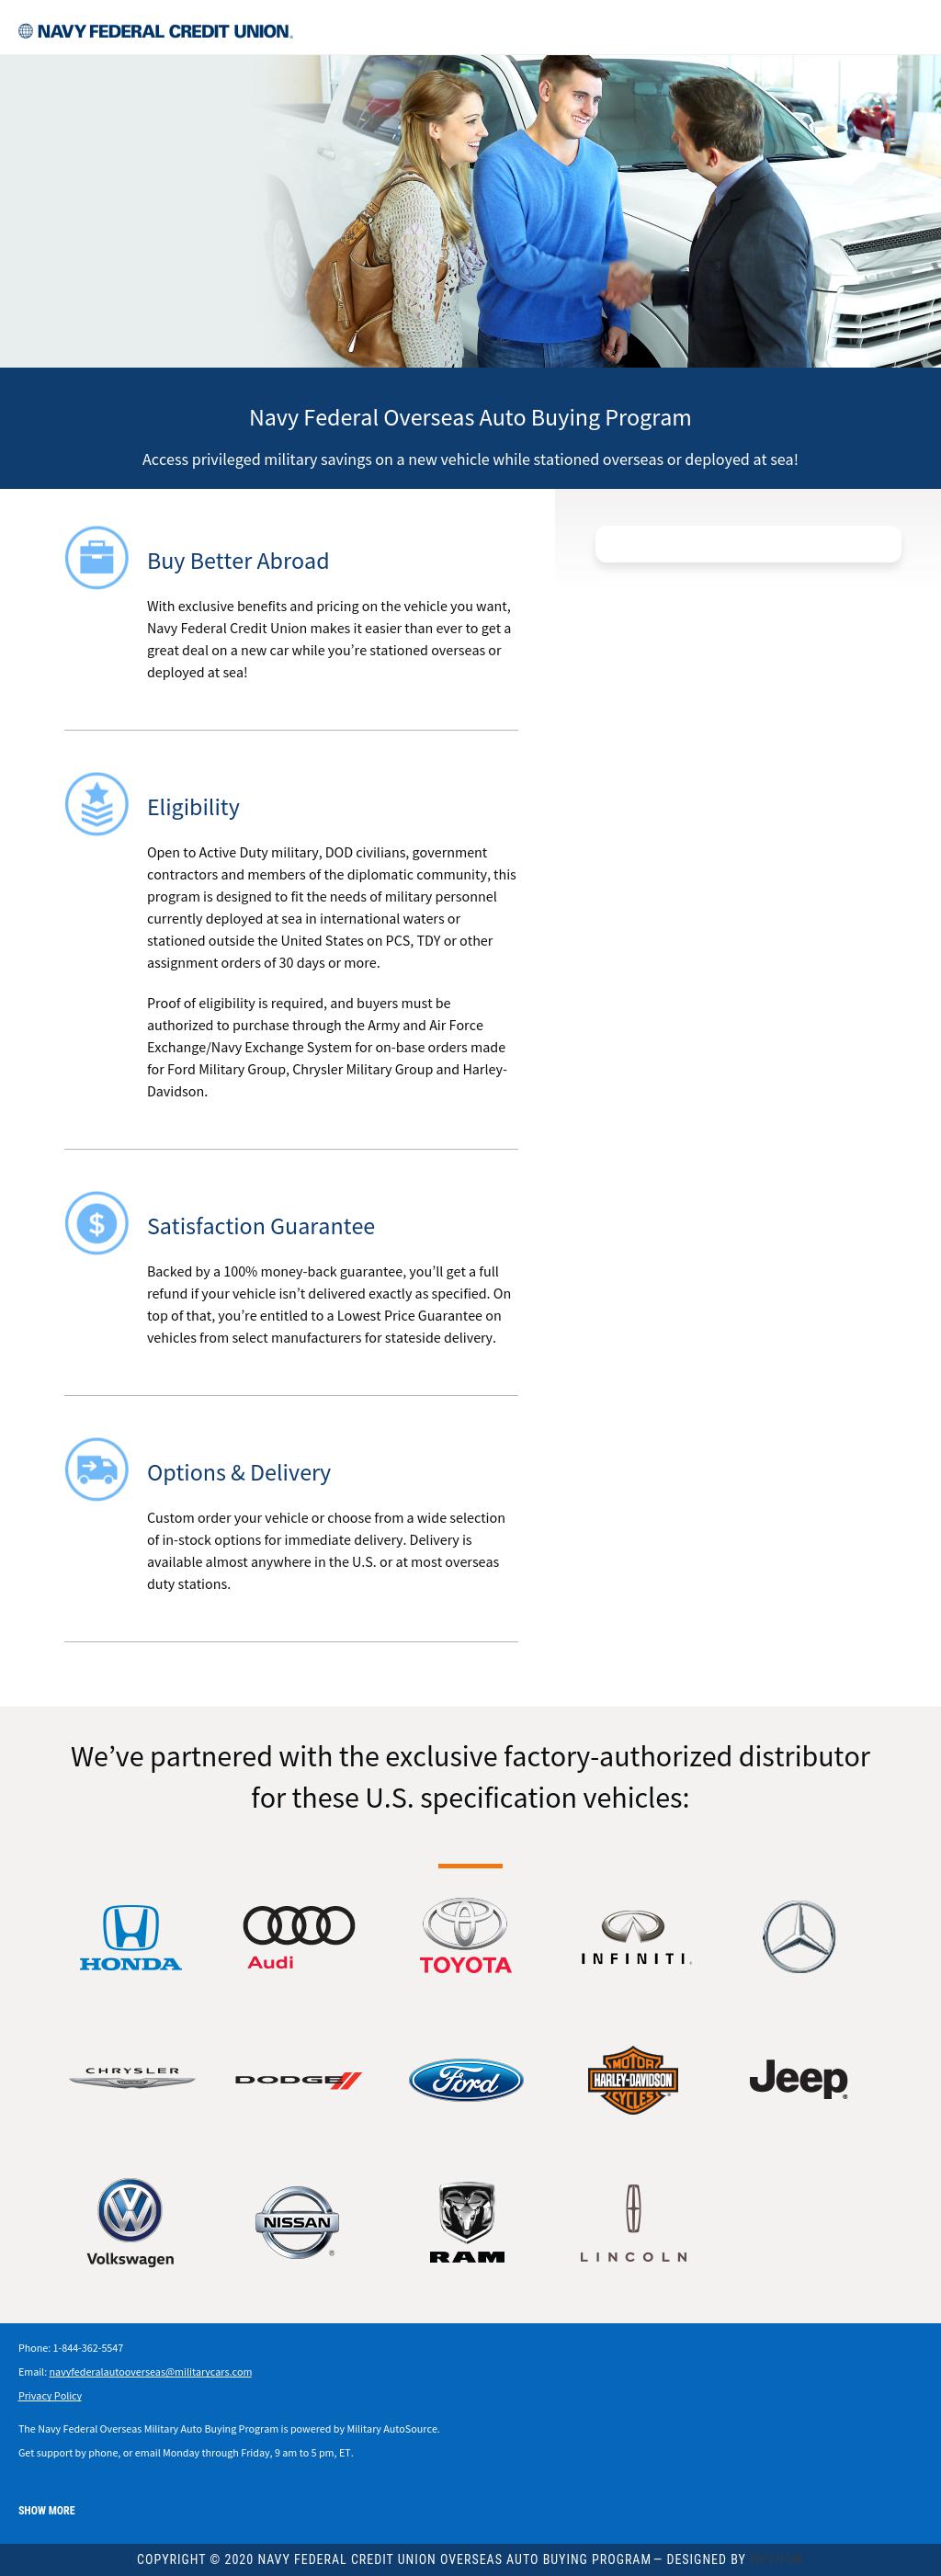 NAVY FEDERAL CREDIT UNION
Navy Federal Overseas Auto Buying Program
Access privileged military savings on a new vehicle while stationed overseas or deployed at sea!
Buy Better Abroad
With exclusive benefits and pricing on the vehicle you want,
Navy Federal Credit Union makes it easier than ever to get a
great deal on a new car while you’re stationed overseas or
deployed at sea!
Eligibility
Open to Active Duty military, DOD civilians, government
contractors and members of the diplomatic community, this
program is designed to fit the needs of military personnel
currently deployed at sea in international waters or
stationed outside the United States on PCS, TDY or other
assignment orders of 30 days or more.
Proof of eligibility is required, and buyers must be
authorized to purchase through the Army and Air Force
Exchange/Navy Exchange System for on-base orders made
for Ford Military Group, Chrysler Military Group and Harley-
Davidson.
$
Satisfaction Guarantee
Backed by a 100% money-back guarantee, you’ll get a full
refund if your vehicle isn’t delivered exactly as specified. On
top of that, you’re entitled to a Lowest Price Guarantee on
vehicles from select manufacturers for stateside delivery.
Options & Delivery
Custom order your vehicle or choose from a wide selection
of in-stock options for immediate delivery. Delivery is
available almost anywhere in the U.S. or at most overseas
duty stations.
We’ve partnered with the exclusive factory-authorized distributor
for these U.S. specification vehicles:
HONDA
Audi
TOYOTA
INFINITI
CHRYSLER
DODGE
Ford
MOTOR
HARLEY-DAVIDSON
CYCLES
Jeep®
Volkswagen
NISSAN®
RAM
LINCOLN
Phone: 1-844-362-5547
Email: navyfederalautooverseas@militarycars.com
Privacy Policy
The Navy Federal Overseas Military Auto Buying Program is powered by Military AutoSource.
Get support by phone, or email Monday through Friday, 9 am to 5 pm, ET.
SHOW MORE
COPYRIGHT © 2020 NAVY FEDERAL CREDIT UNION OVERSEAS AUTO BUYING PROGRAM — DESIGNED BY